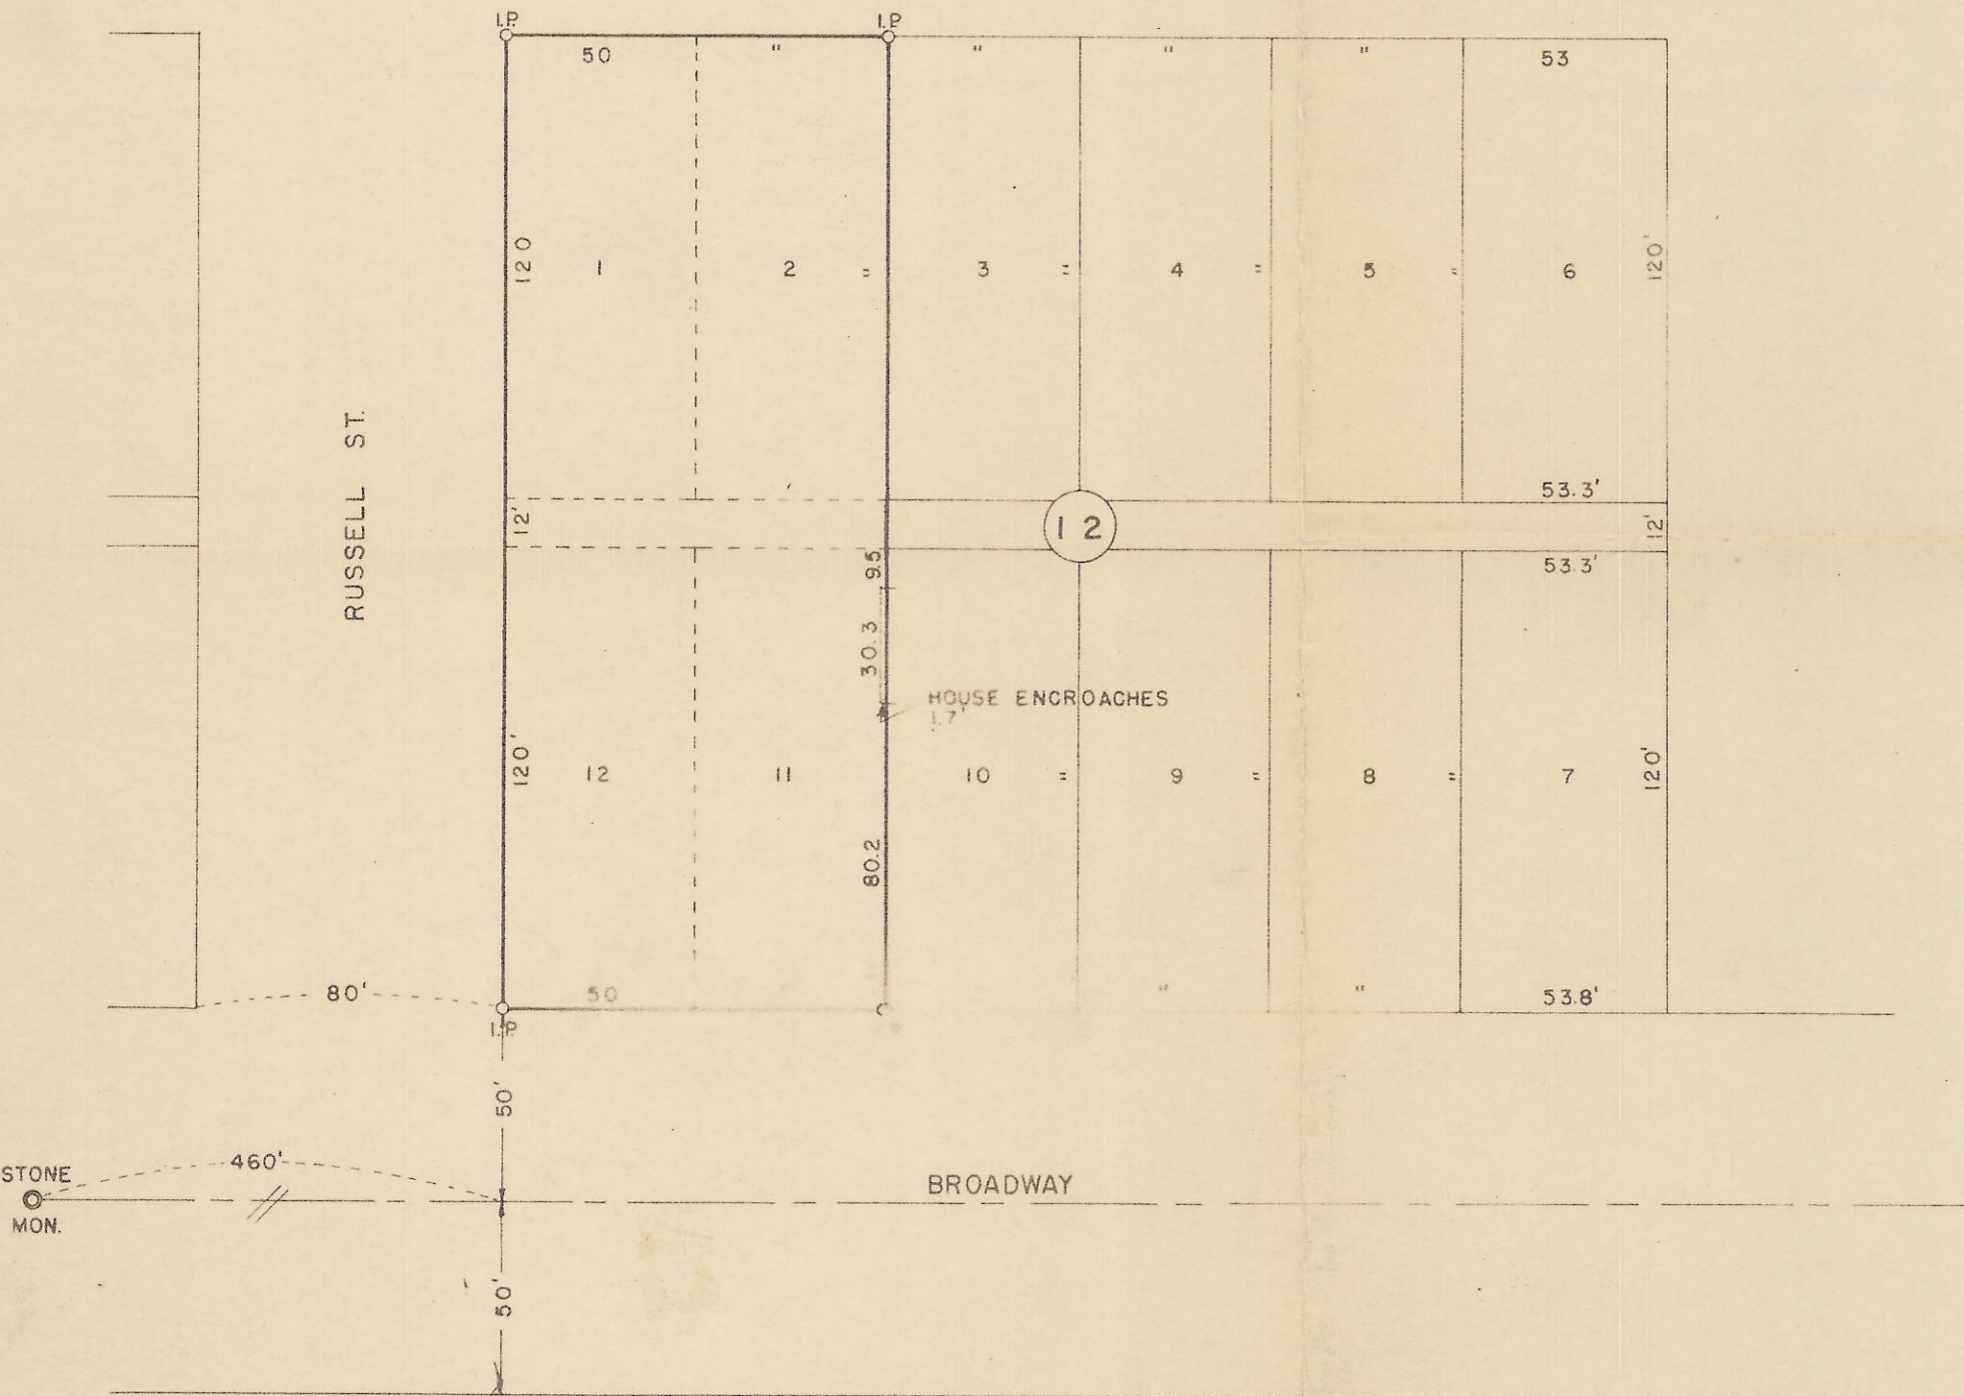 I.P. I.P.
50 " " " " 53
120 1 2 " 3 " 4 " 5 " 6 120'
RUSSELL ST.
53.3'
12' 12 12'
9.5 53.3'
30.3
HOUSE ENCROACHES
1.7'
120' 12 11 10 " 9 " 8 " 7 120'
80.2
80' 50 " " 53.8'
I.P.
50'
460'
STONE
BROADWAY
MON.
50'